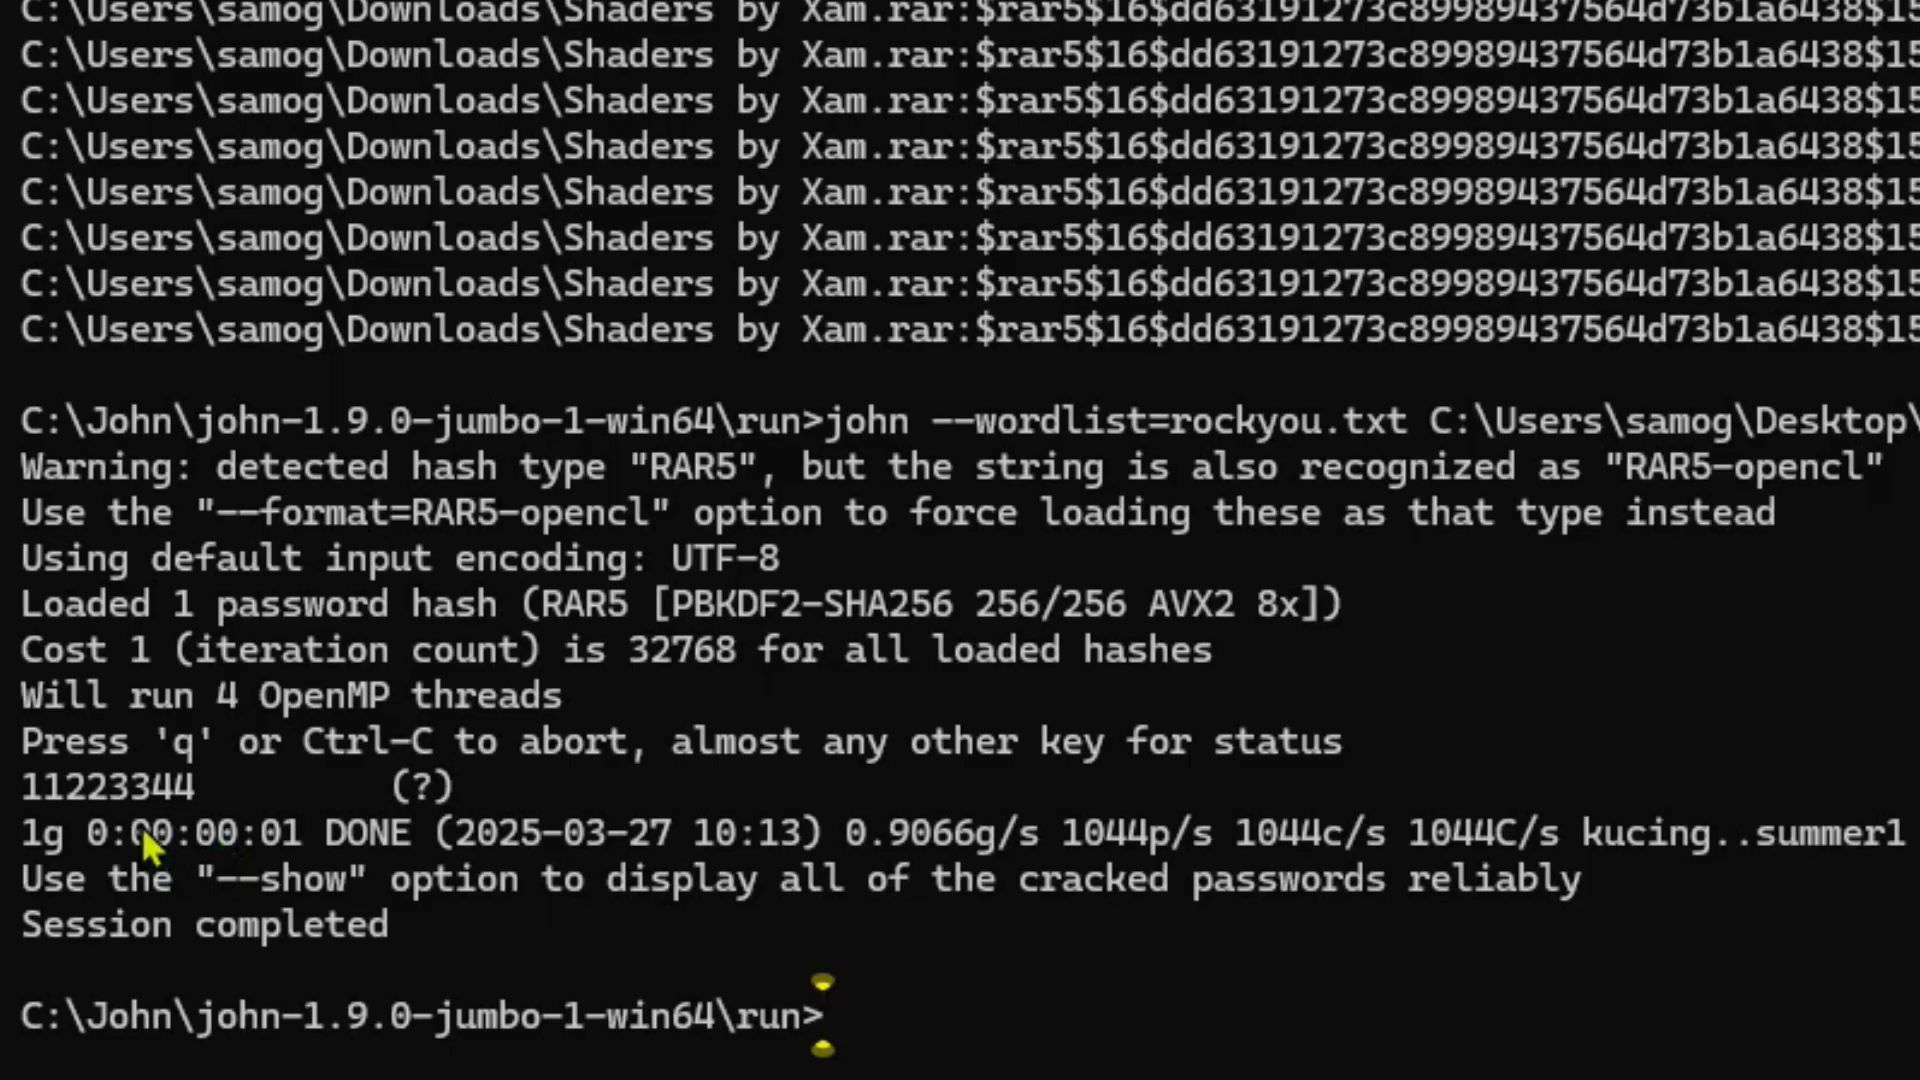 C:\Users\samog\Downloads\Shaders by Xam.rar:$rar5$16$dd63191273c89989437564d73b1a6438$15
C:\Users\samog\Downloads\Shaders by Xam.rar:$rar5$16$dd63191273c89989437564d73b1a6438$15
C:\Users\samog\Downloads\Shaders by Xam.rar:$rar5$16$dd63191273c89989437564d73b1a6438$15
C:\Users\samog\Downloads\Shaders by Xam.rar:$rar5$16$dd63191273c89989437564d73b1a6438$15
C:\Users\samog\Downloads\Shaders by Xam.rar:$rar5$16$dd63191273c89989437564d73b1a6438$15
C:\Users\samog\Downloads\Shaders by Xam.rar:$rar5$16$dd63191273c89989437564d73b1a6438$15
C:\Users\samog\Downloads\Shaders by Xam.rar:$rar5$16$dd63191273c89989437564d73b1a6438$15
C:\Users\samog\Downloads\Shaders by Xam.rar:$rar5$16$dd63191273c89989437564d73b1a6438$15
C:\John\john-1.9.0-jumbo-1-win64\run>john --wordlist=rockyou.txt C:\Users\samog\Desktop\
Warning: detected hash type "RAR5", but the string is also recognized as "RAR5-opencl"
Use the "--format=RAR5-opencl" option to force loading these as that type instead
Using default input encoding: UTF-8
Loaded 1 password hash (RAR5 [PBKDF2-SHA256 256/256 AVX2 8x])
Cost 1 (iteration count) is 32768 for all loaded hashes
Will run 4 OpenMP threads
Press 'q' or Ctrl-C to abort, almost any other key for status
11223344 (?)
1g 0:00:00:01 DONE (2025-03-27 10:13) 0.9066g/s 1044p/s 1044c/s 1044C/s kucing..summer1
Use the "--show" option to display all of the cracked passwords reliably
Session completed
C:\John\john-1.9.0-jumbo-1-win64\run>